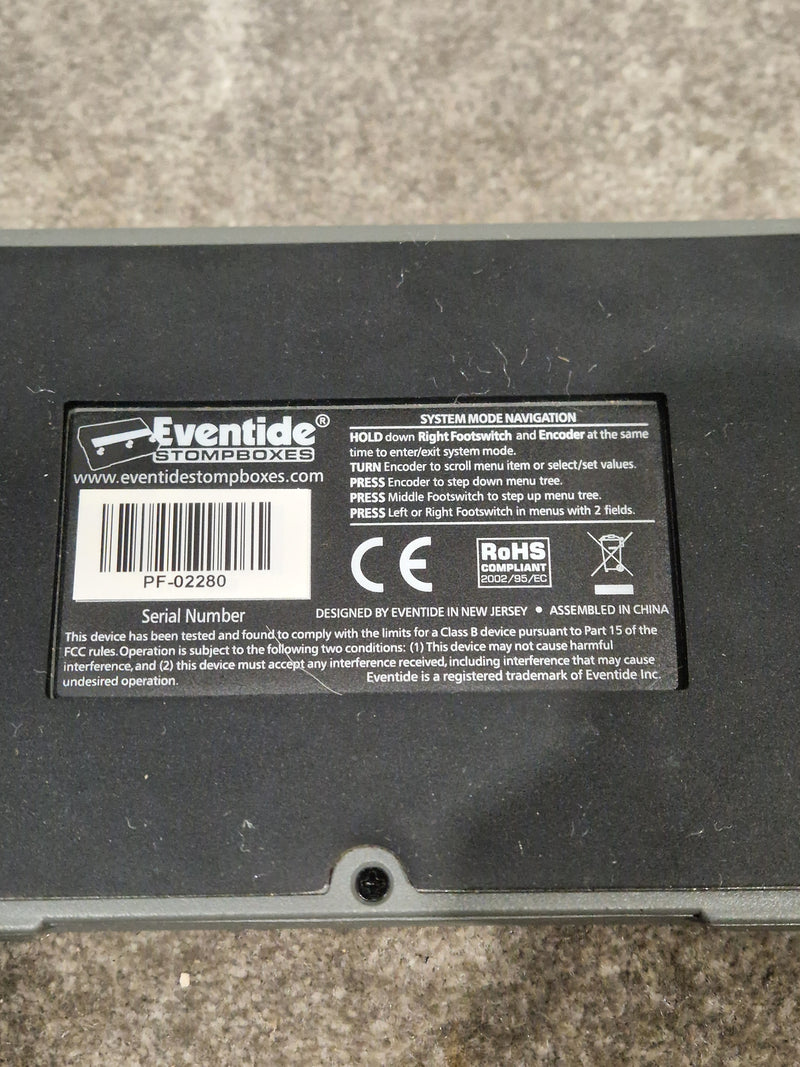 Eventide®
STOMPBOXES
www.eventidestompboxes.com
PF-02280
Serial Number
SYSTEM MODE NAVIGATION
HOLD down Right Footswitch and Encoder at the same
time to enter/exit system mode.
TURN Encoder to scroll menu item or select/set values.
PRESS Encoder to step down menu tree.
PRESS Middle Footswitch to step up menu tree.
PRESS Left or Right Footswitch in menus with 2 fields.
CE
RoHS
COMPLIANT
2002/95/EC
DESIGNED BY EVENTIDE IN NEW JERSEY • ASSEMBLED IN CHINA
This device has been tested and found to comply with the limits for a Class B device pursuant to Part 15 of the
FCC rules. Operation is subject to the following two conditions: (1) This device may not cause harmful
interference, and (2) this device must accept any interference received, including interference that may cause
undesired operation.
Eventide is a registered trademark of Eventide Inc.